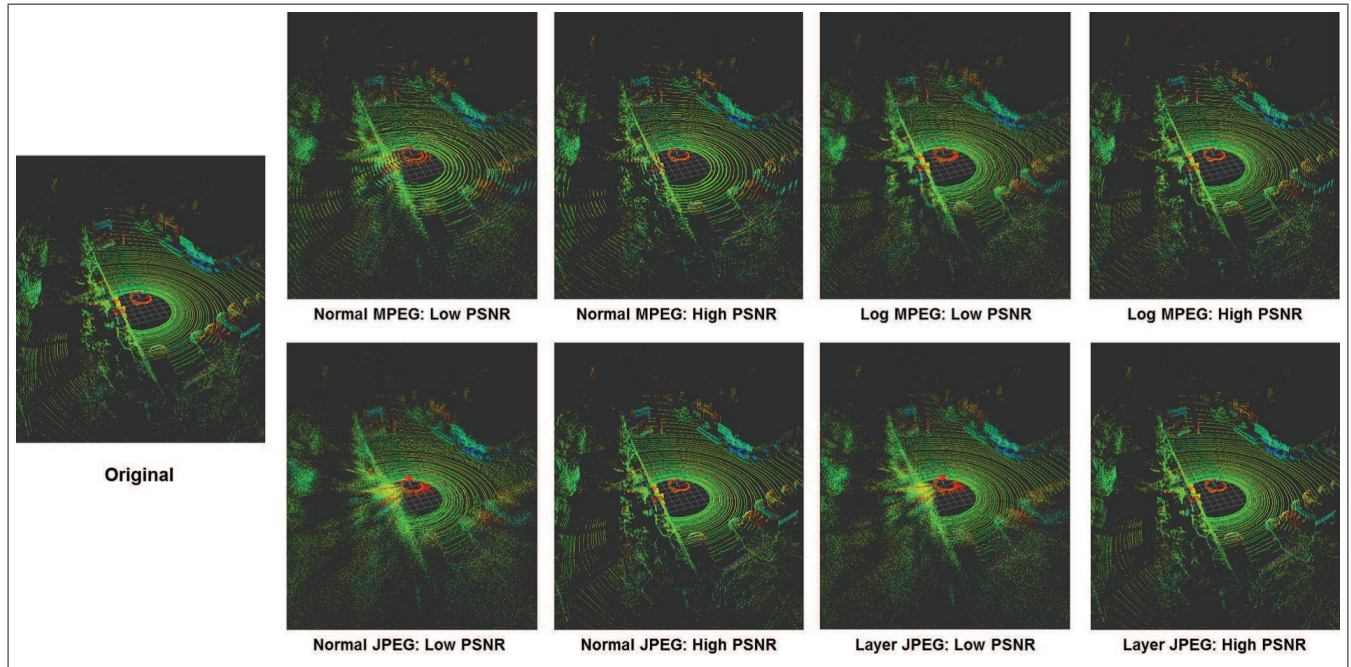 Original
Normal MPEG: Low PSNR
Normal MPEG: High PSNR
Log MPEG: Low PSNR
Log MPEG: High PSNR
Normal JPEG: Low PSNR
Normal JPEG: High PSNR
Layer JPEG: Low PSNR
Layer JPEG: High PSNR